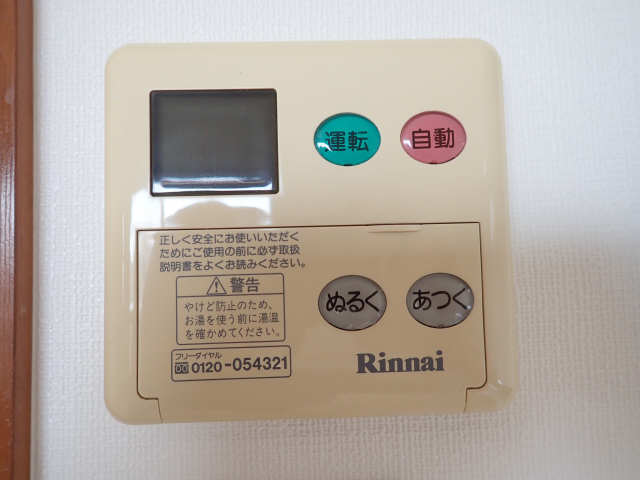 運転 自動
正しく安全にお使いいただく
ためにご使用の前に必ず取扱
説明書をよくお読みください。
警告
やけど防止のため、
お湯を使う前に湯温
を確かめてください。
ぬるく あつく
フリーダイヤル
0120-054321
Rinnai